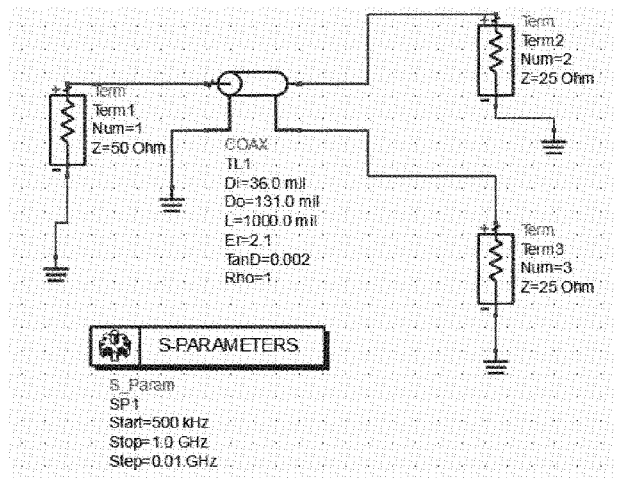 Term
Term1
Num=1
Z=50 Ohm
COAX
TL1
Di=36.0 mil
Do=131.0 mil
L=1000.0 mil
Er=2.1
TanD=0.002
Rho=1
Term
Term2
Num=2
Z=25 Ohm
Term
Term3
Num=3
Z=25 Ohm
S-PARAMETERS
S_Param
SP1
Start=500 kHz
Stop=1.0 GHz
Step=0.01 GHz